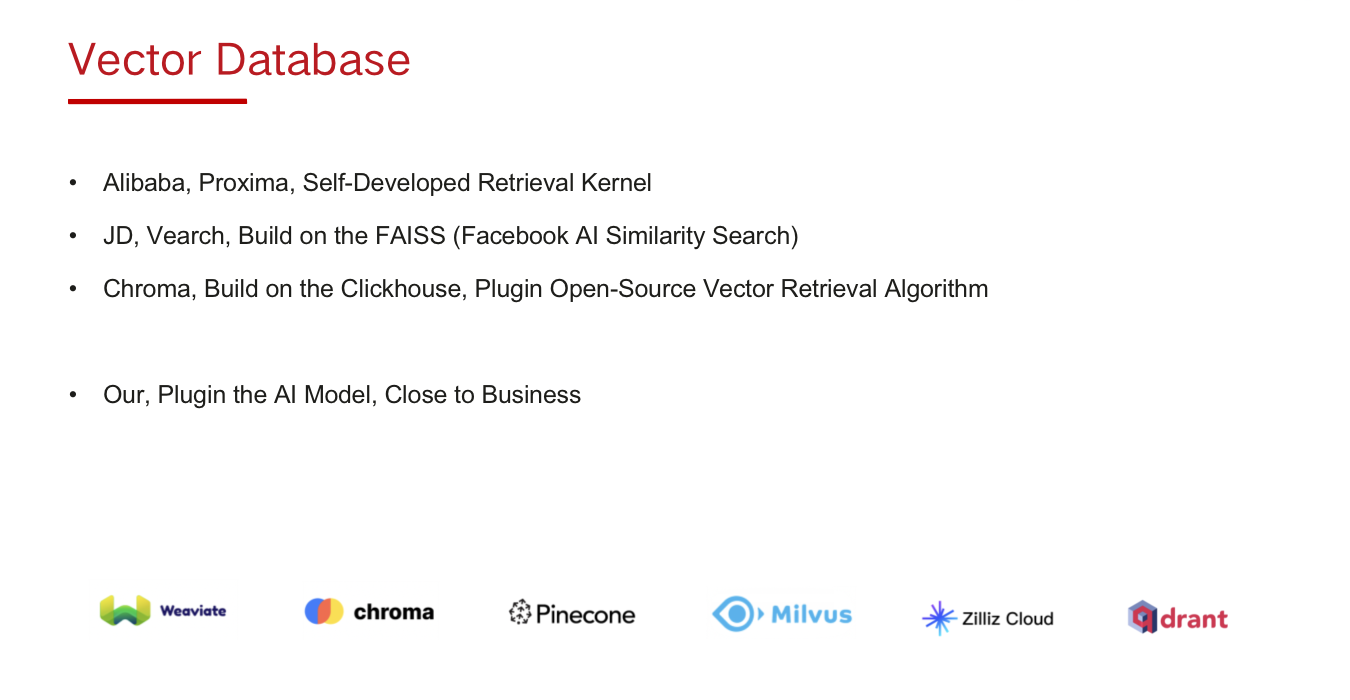 Vector Database
• Alibaba, Proxima, Self-Developed Retrieval Kernel
• JD, Vearch, Build on the FAISS (Facebook AI Similarity Search)
• Chroma, Build on the Clickhouse, Plugin Open-Source Vector Retrieval Algorithm
• Our, Plugin the AI Model, Close to Business
Weaviate chroma Pinecone Milvus Zilliz Cloud qdrant